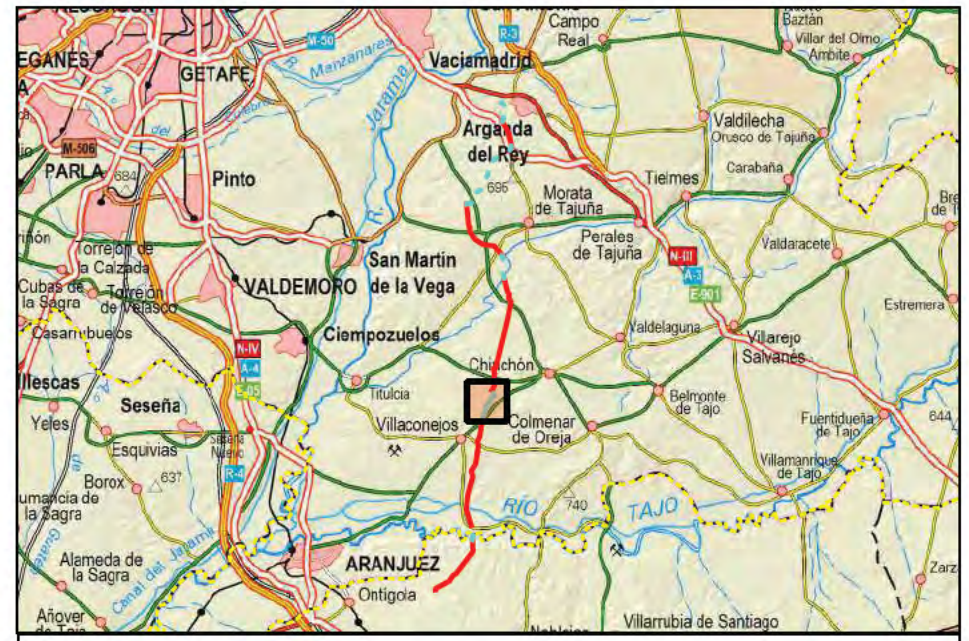 M-50
R-3
Campo
Real
Nuevo
Baztán
Villar del Olmo
Ambite
GETAFE
R. Manzanares
Vaciamadrid
R. Jarama
Arganda
del Rey
Valdilecha
Orusco de Tajuña
M-506
PARLA
684
Pinto
695
Morata
de Tajuña
Tielmes
Carabaña
Torrejón de
la Calzada
Cubas de
la Sagra
Torrejón
de Velasco
Casarrubuelos
San Martín
de la Vega
VALDEMORO
Perales
de Tajuña
Valdaracete
N-III
A-3
E-901
Estremera
Ciempozuelos
Valdelaguna
Villarejo
Salvanés
N-IV
A-4
Illescas
Yeles
Seseña
Titulcia
Chinchón
Belmonte
de Tajo
Fuentidueña
de Tajo
644
Esquivias
Villaconejos
Colmenar
de Oreja
R-4
Borox
la Sagra
Villamanrique
de Tajo
740
RÍO TAJO
Alameda de
la Sagra
Canal del Jarama
ARANJUEZ
Ontígola
Añover
Villarrubia de Santiago